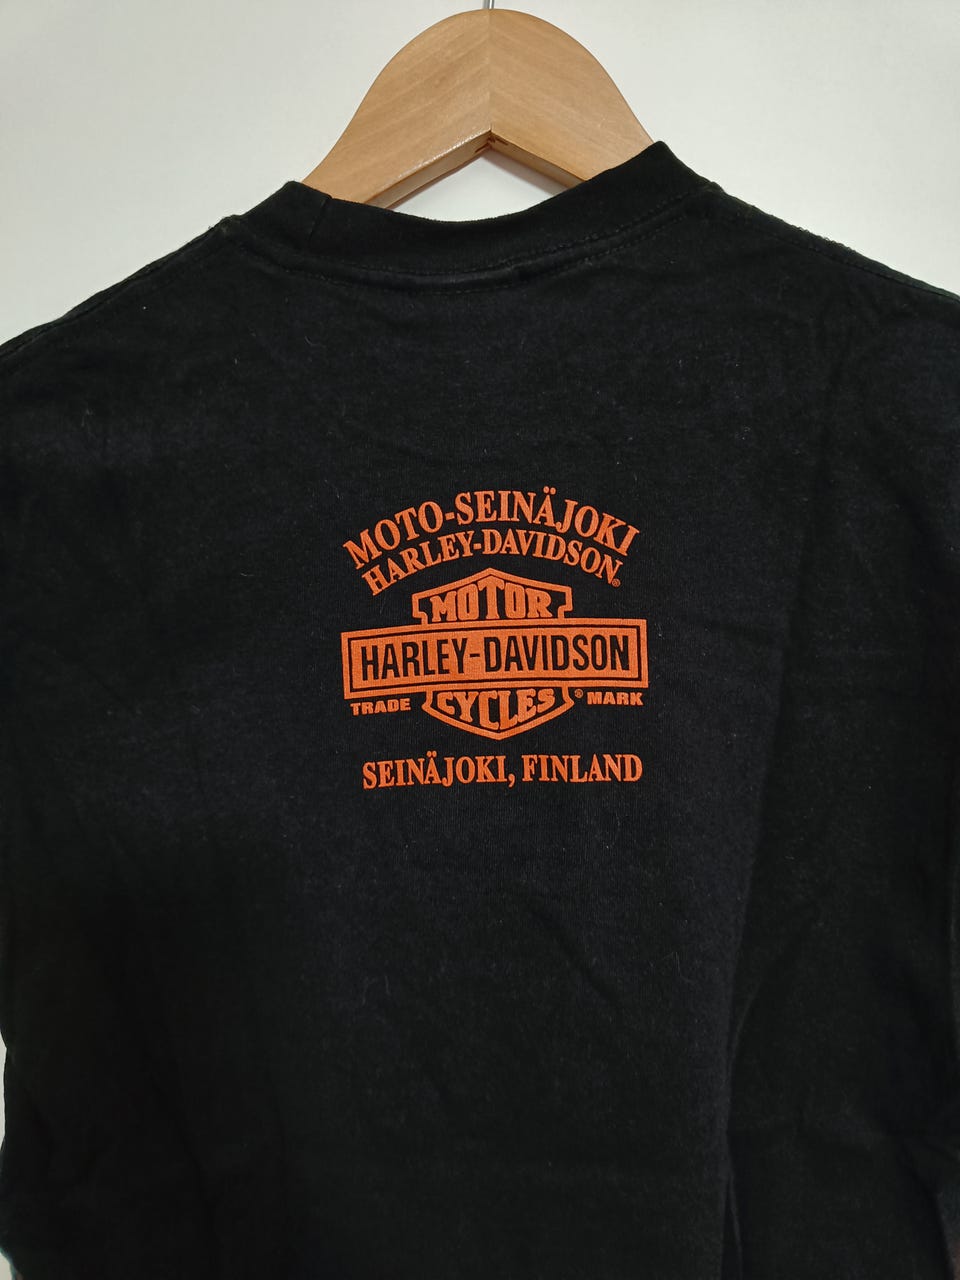 MOTO-SEINÄJOKI
HARLEY-DAVIDSON®
MOTOR
HARLEY-DAVIDSON
TRADE CYCLES ® MARK
SEINÄJOKI, FINLAND